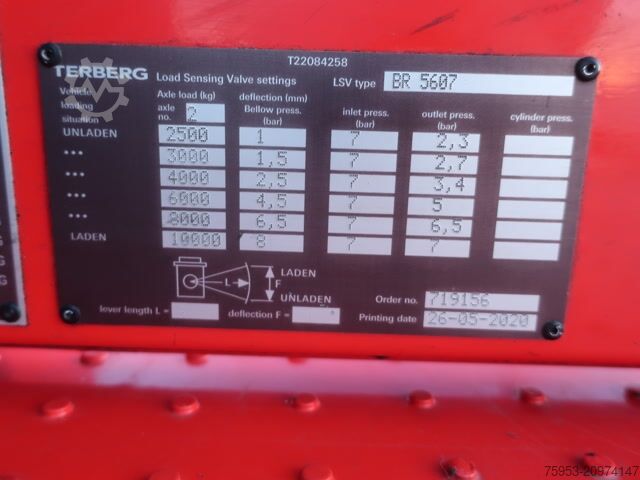 T22084258
TERBERG Load Sensing Valve settings LSV type BR 5607
Vehicle loading situation Axle load (kg) axle no. 2 deflection (mm) Bellow press. (bar) inlet press. (bar) outlet press. (bar) cylinder press. (bar)
UNLADEN 2500 1 7 2,3
••• 3000 1,5 7 2,7
••• 4000 2,5 7 3,4
••• 6000 4,5 7 5
••• 8000 6,5 7 6,5
LADEN 10000 8 7 7
L F LADEN
UNLADEN
lever length L = deflection F =
Order no. 719156
Printing date 26-05-2020
75953-20974147